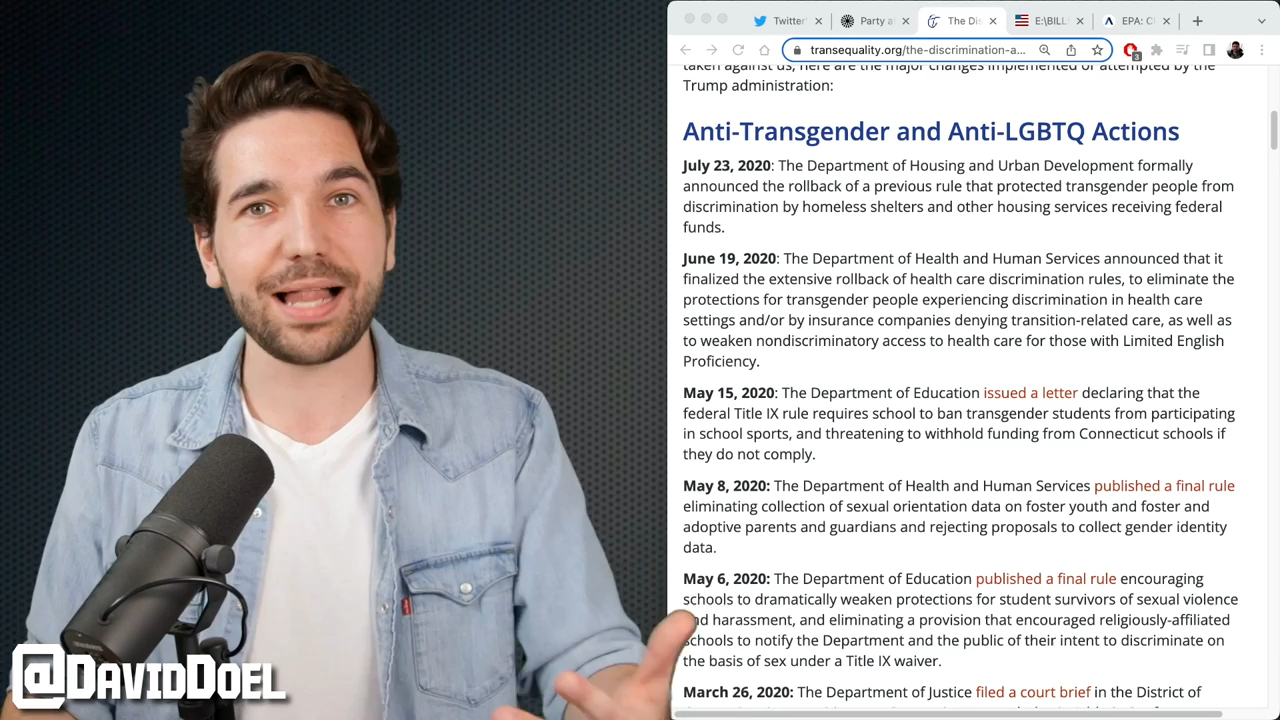 Twitter
Party a
The Dis
E:\BILL
EPA: Cl
transequality.org/the-discrimination-a...
3
taken against us, here are the major changes implemented or attempted by the
Trump administration:
Anti-Transgender and Anti-LGBTQ Actions
July 23, 2020: The Department of Housing and Urban Development formally
announced the rollback of a previous rule that protected transgender people from
discrimination by homeless shelters and other housing services receiving federal
funds.
June 19, 2020: The Department of Health and Human Services announced that it
finalized the extensive rollback of health care discrimination rules, to eliminate the
protections for transgender people experiencing discrimination in health care
settings and/or by insurance companies denying transition-related care, as well as
to weaken nondiscriminatory access to health care for those with Limited English
Proficiency.
May 15, 2020: The Department of Education issued a letter declaring that the
federal Title IX rule requires school to ban transgender students from participating
in school sports, and threatening to withhold funding from Connecticut schools if
they do not comply.
May 8, 2020: The Department of Health and Human Services published a final rule
eliminating collection of sexual orientation data on foster youth and foster and
adoptive parents and guardians and rejecting proposals to collect gender identity
data.
May 6, 2020: The Department of Education published a final rule encouraging
schools to dramatically weaken protections for student survivors of sexual violence
and harassment, and eliminating a provision that encouraged religiously-affiliated
schools to notify the Department and the public of their intent to discriminate on
the basis of sex under a Title IX waiver.
March 26, 2020: The Department of Justice filed a court brief in the District of
@DavidDoel